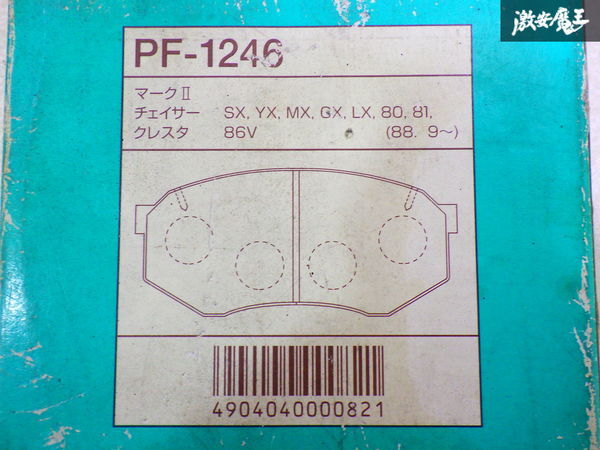 激安魔王
PF-1246
マークⅡ
チェイサー SX, YX, MX, GX, LX, 80, 81,
クレスタ 86V (88. 9～)
4904040000821